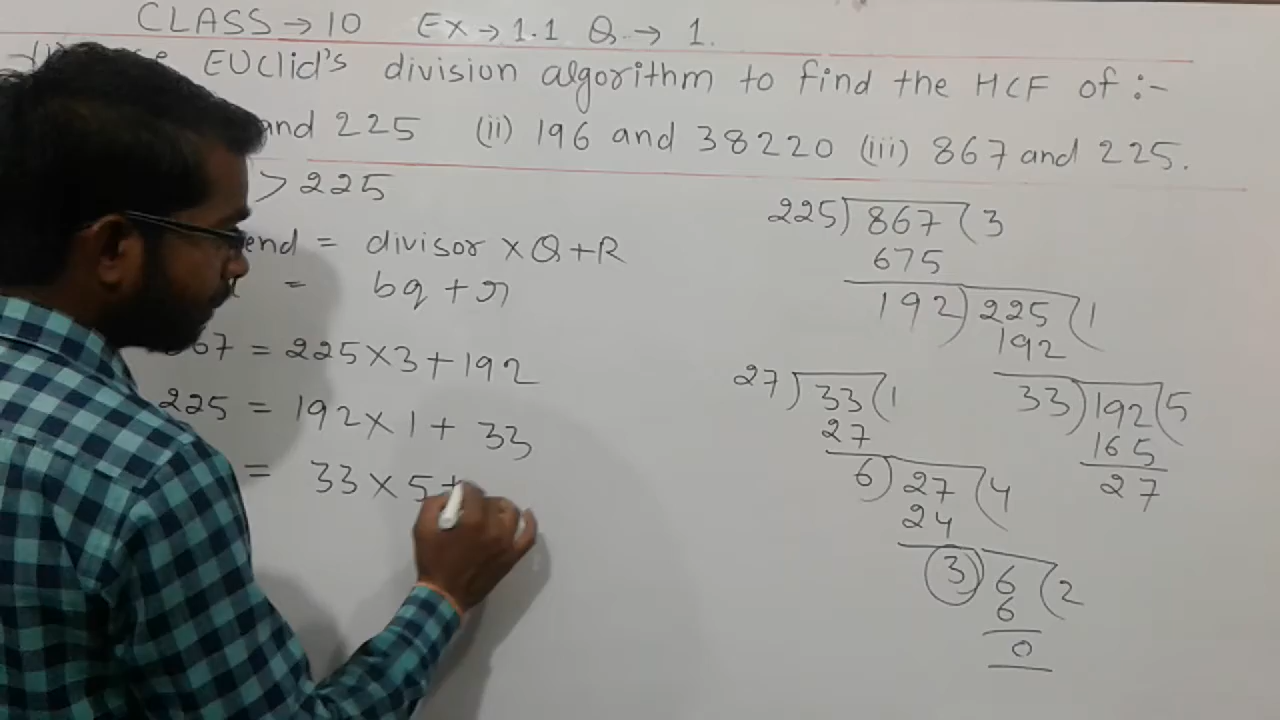 CLASS → 10 Ex → 1.1 Q. → 1.
EUClid's division algorithm to find the HCF of :-
and 225 (ii) 196 and 38220 (iii) 867 and 225.
> 225
end = divisor × Q + R
= bq + r
67 = 225 × 3 + 192
225 = 192 × 1 + 33
= 33 × 5 +
225) 867 (3
675
192) 225 (1
192
33) 192 (5
165
27
27) 33 (1
27
6) 27 (4
24
3) 6 (2
6
0